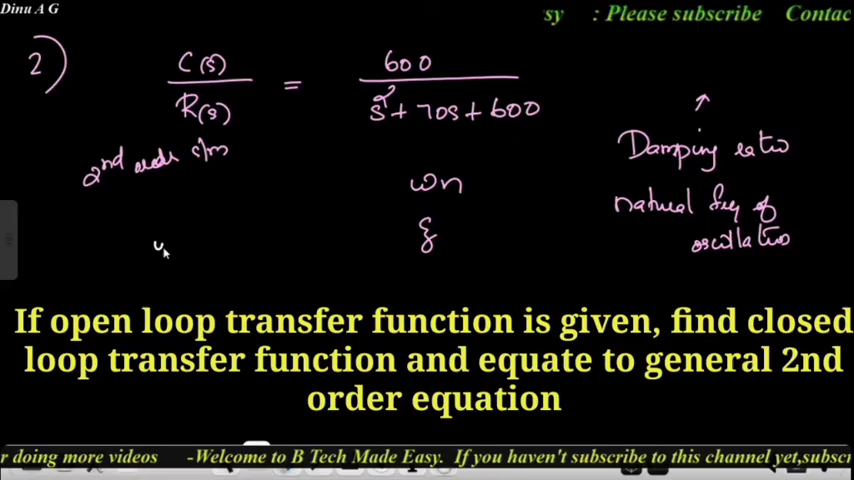 Dinu A G
sy : Please subscribe Contac
2) C(s)/R(s) = 600/s²+70s+600
2nd order s/m
ωn
ξ
Damping ratio
natural freq of
oscillation
If open loop transfer function is given, find closed
loop transfer function and equate to general 2nd
order equation
r doing more videos -Welcome to B Tech Made Easy. If you haven't subscribe to this channel yet,subscr